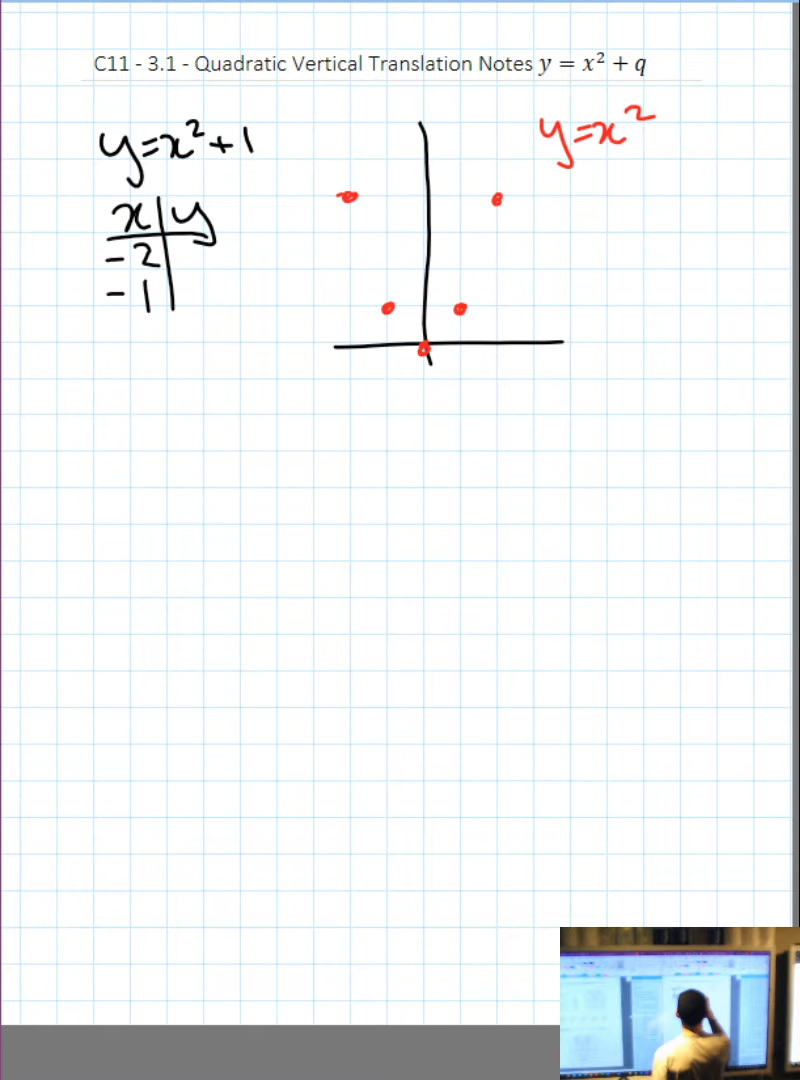 C11 - 3.1 - Quadratic Vertical Translation Notes y = x² + q
y=x²+1
y=x²
x | y
-2
-1